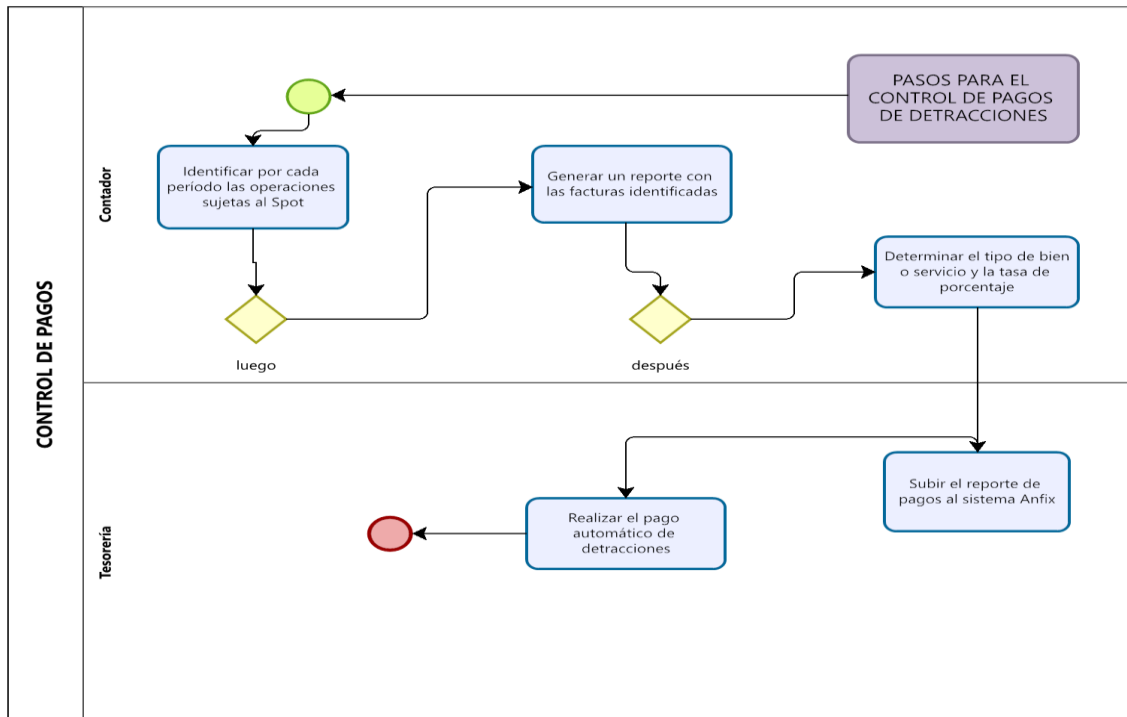 CONTROL DE PAGOS
Contador
PASOS PARA EL
CONTROL DE PAGOS
DE DETRACCIONES
Identificar por cada
período las operaciones
sujetas al Spot
luego
Generar un reporte con
las facturas identificadas
después
Determinar el tipo de bien
o servicio y la tasa de
porcentaje
Tesorería
Subir el reporte de
pagos al sistema Anfix
Realizar el pago
automático de
detracciones